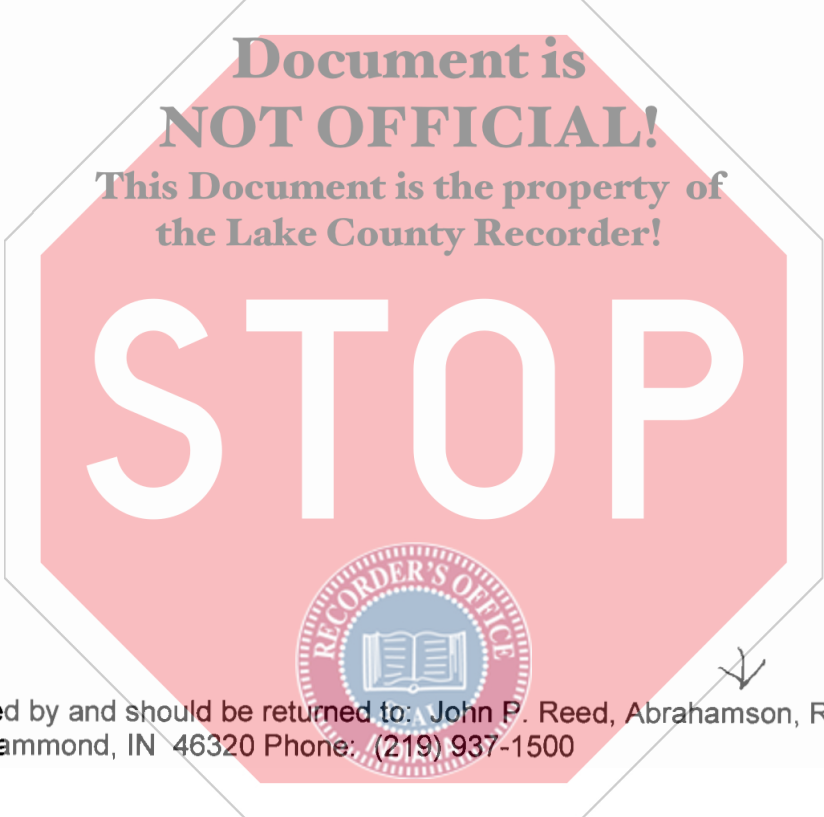 Document is
NOT OFFICIAL!
This Document is the property of
the Lake County Recorder!
STOP
RECORDER'S OFFICE
ed by and should be returned to: John P. Reed, Abrahamson, R
ammond, IN 46320 Phone: (219) 937-1500